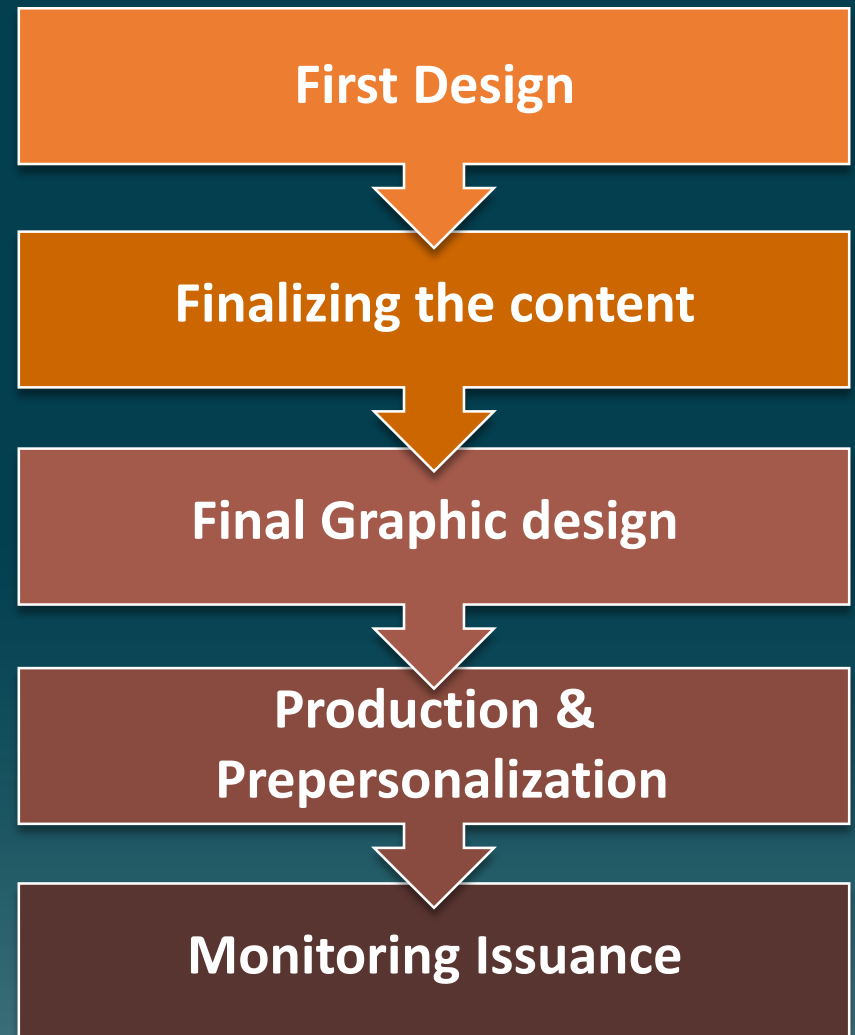 First Design
Finalizing the content
Final Graphic design
Production &
Prepersonalization
Monitoring Issuance